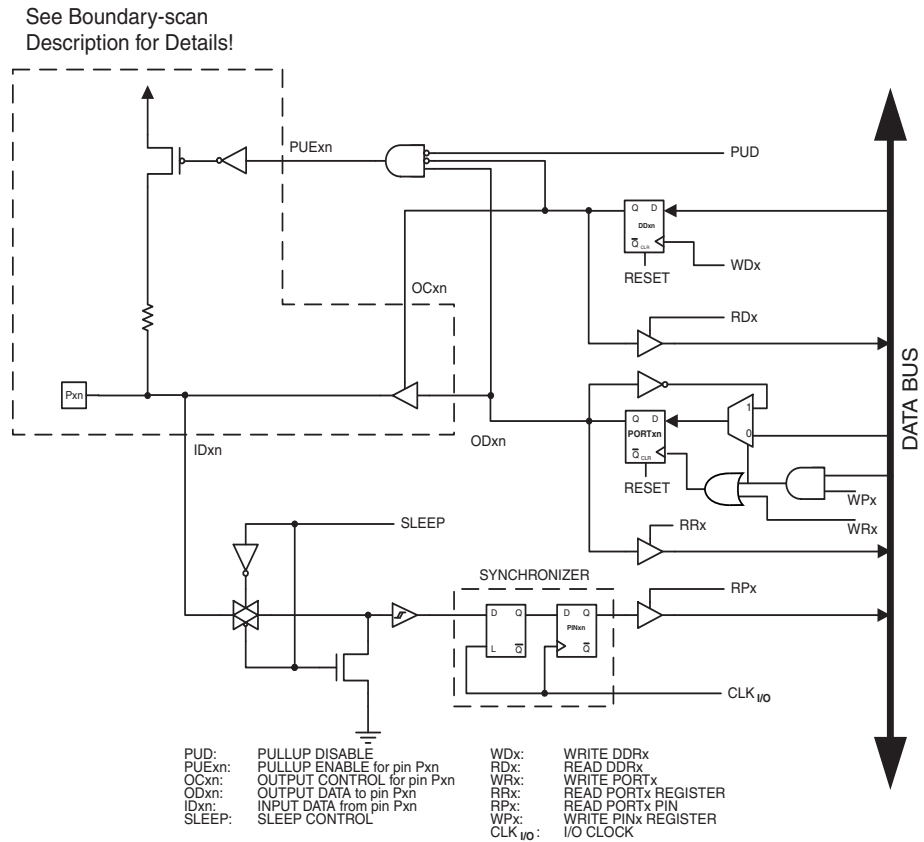 See Boundary-scan
Description for Details!
PUExn
PUD
Q D
DDxn
Q CLR
RESET
WDx
OCxn
RDx
Pxn
ODxn
IDxn
1
0
Q D
PORTxn
Q CLR
RESET
WPx
WRx
RRx
SLEEP
SYNCHRONIZER
RPx
D Q
L Q
D Q
PINxn
Q
CLK I/O
DATA BUS
PUD: PULLUP DISABLE
PUExn: PULLUP ENABLE for pin Pxn
OCxn: OUTPUT CONTROL for pin Pxn
ODxn: OUTPUT DATA to pin Pxn
IDxn: INPUT DATA from pin Pxn
SLEEP: SLEEP CONTROL
WDx: WRITE DDRx
RDx: READ DDRx
WRx: WRITE PORTx
RRx: READ PORTx REGISTER
RPx: READ PORTx PIN
WPx: WRITE PINx REGISTER
CLK I/O: I/O CLOCK